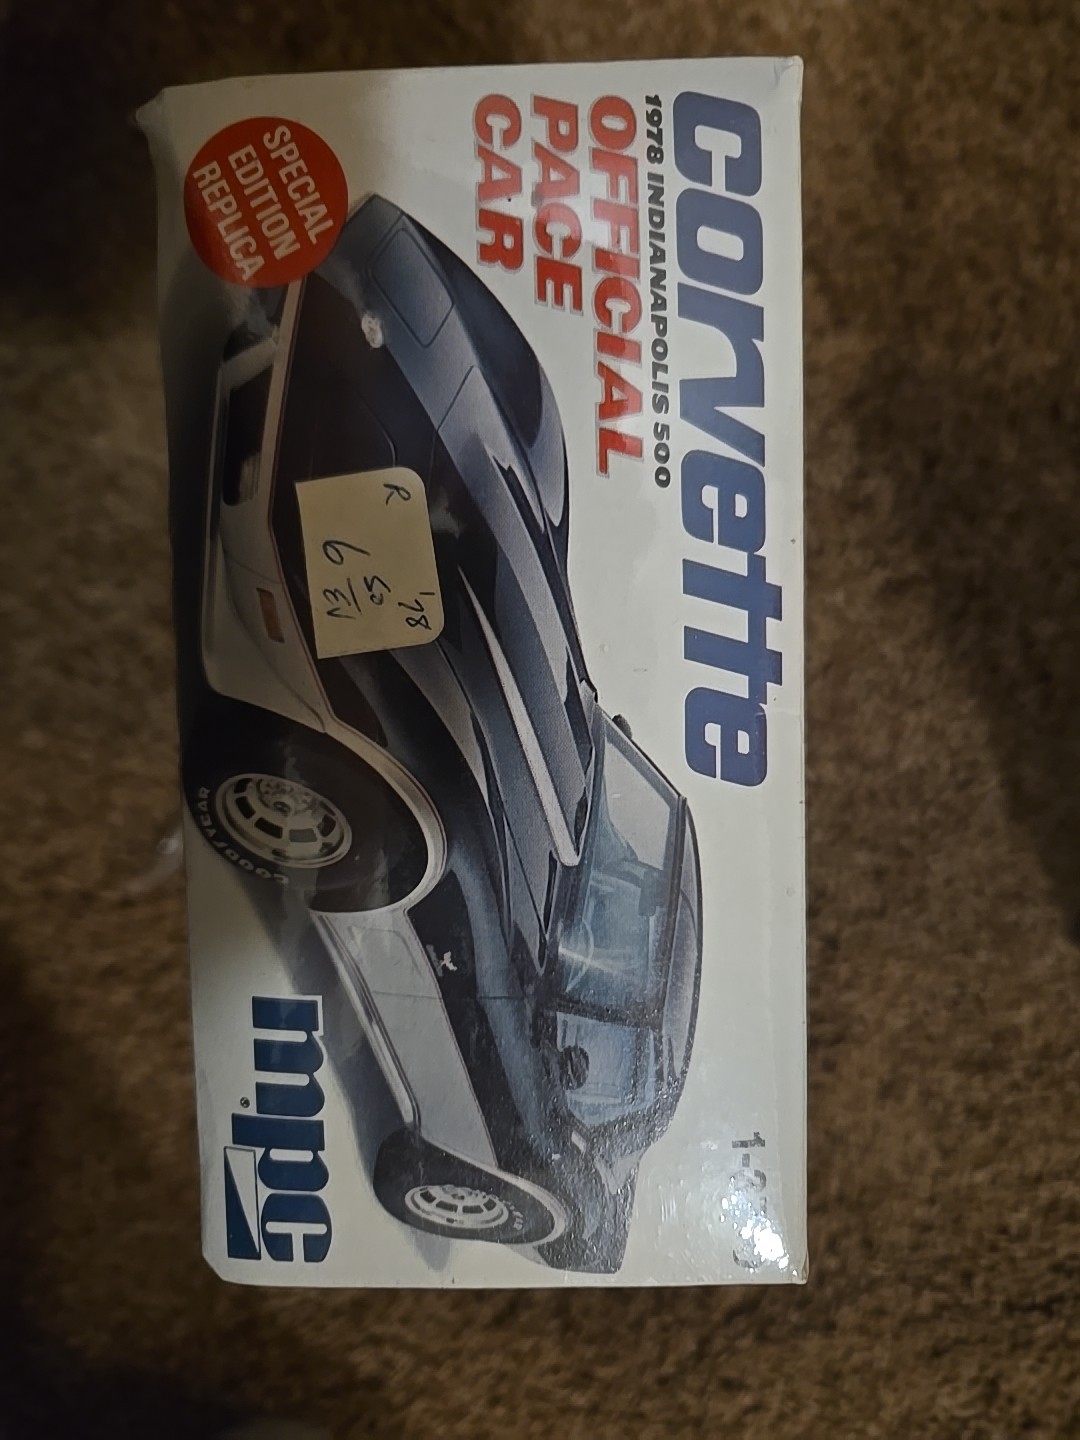 corvette
1978 INDIANAPOLIS 500
OFFICIAL
PACE
CAR
SPECIAL
EDITION
REPLICA
GOODYEAR
mpc®